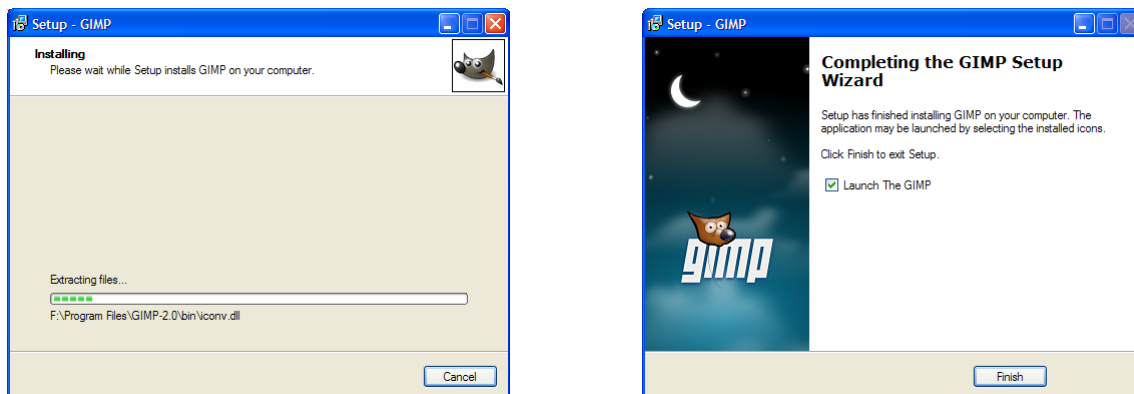 Setup - GIMP
Installing
Please wait while Setup installs GIMP on your computer.
Extracting files...
F:\Program Files\GIMP-2.0\bin\iconv.dll
Cancel
Setup - GIMP
Completing the GIMP Setup
Wizard
Setup has finished installing GIMP on your computer. The
application may be launched by selecting the installed icons.
Click Finish to exit Setup.
Launch The GIMP
gimp
Finish